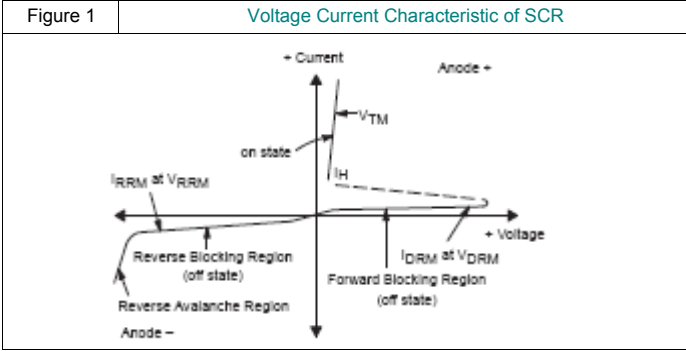 Figure 1
Voltage Current Characteristic of SCR
+ Current
Anode +
VTM
on state
IH
IRRM at VRRM
+ Voltage
Reverse Blocking Region
(off state)
IDRM at VDRM
Forward Blocking Region
(off state)
Reverse Avalanche Region
Anode –